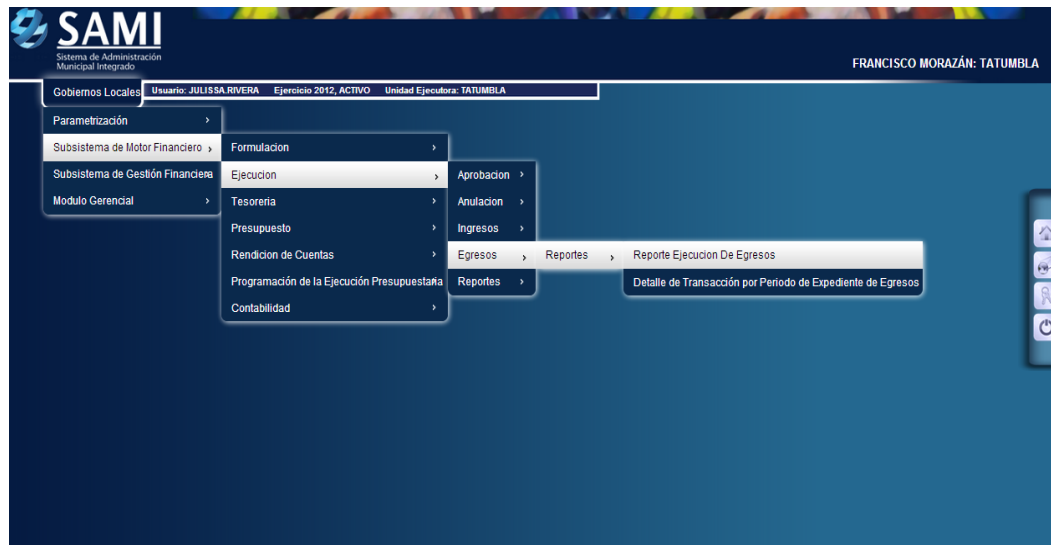 SAMI
Sistema de Administración
Municipal Integrado
FRANCISCO MORAZÁN: TATUMBLA
Gobiernos Locales
Usuario: JULISSA.RIVERA Ejercicio 2012, ACTIVO Unidad Ejecutora: TATUMBLA
Parametrización
Subsistema de Motor Financiero
Subsistema de Gestión Financiera
Modulo Gerencial
Formulacion
Ejecucion
Tesoreria
Presupuesto
Rendicion de Cuentas
Programación de la Ejecución Presupuestaria
Contabilidad
Aprobacion
Anulacion
Ingresos
Egresos
Reportes
Reportes
Reporte Ejecucion De Egresos
Detalle de Transacción por Periodo de Expediente de Egresos